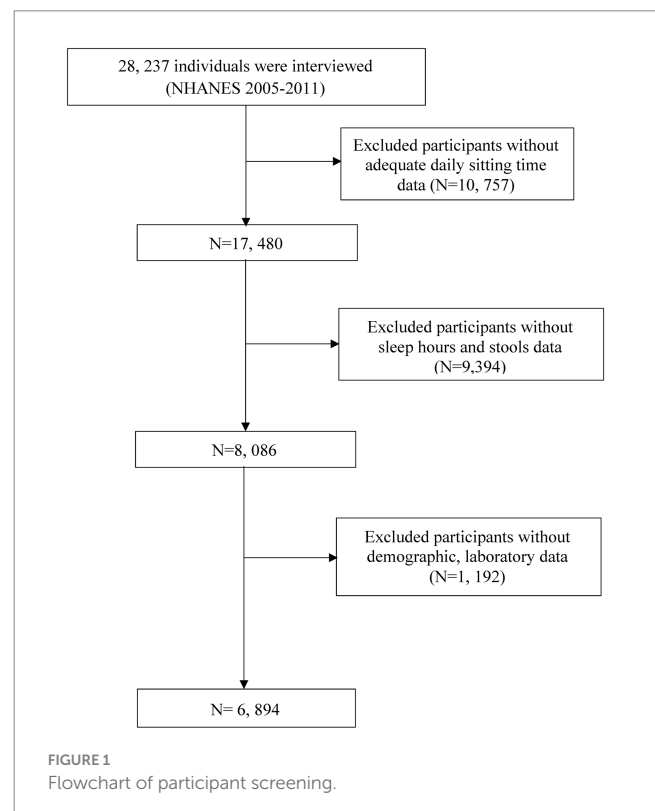 28, 237 individuals were interviewed
(NHANES 2005-2011)
Excluded participants without
adequate daily sitting time
data (N=10, 757)
N=17, 480
Excluded participants without
sleep hours and stools data
(N=9,394)
N=8, 086
Excluded participants without
demographic, laboratory data
(N=1, 192)
N= 6, 894
FIGURE 1
Flowchart of participant screening.